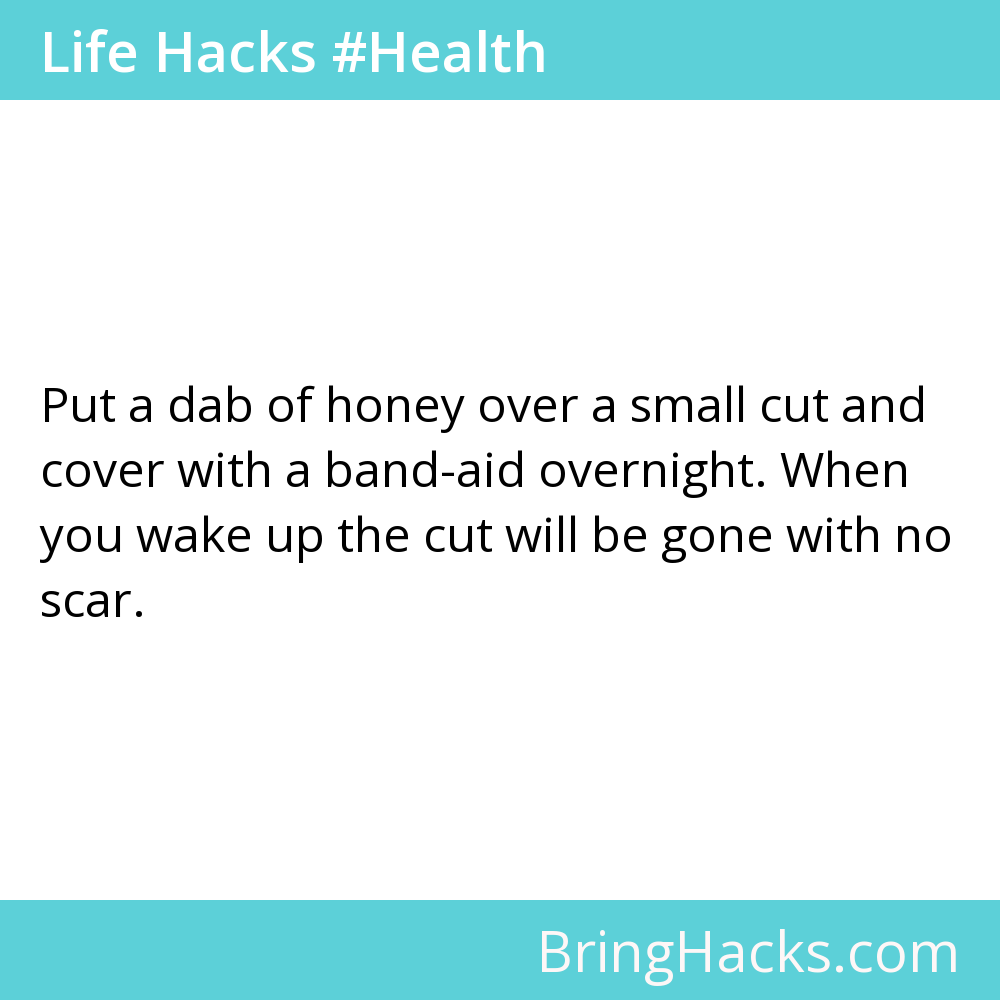 Life Hacks #Health
Put a dab of honey over a small cut and
cover with a band-aid overnight. When
you wake up the cut will be gone with no
scar.
BringHacks.com